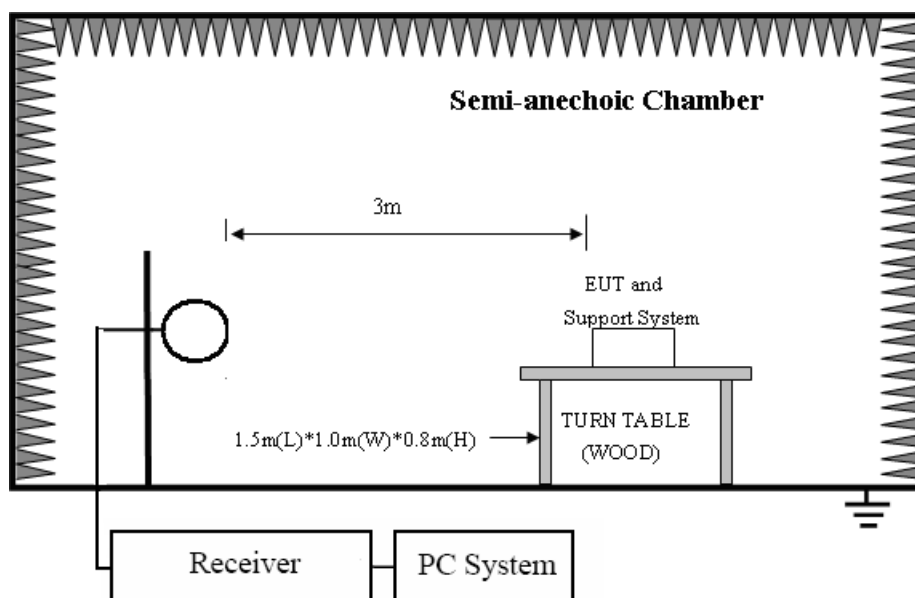 Semi-anechoic Chamber
3m
EUT and
Support System
1.5m(L)*1.0m(W)*0.8m(H)
TURN TABLE
(WOOD)
Receiver
PC System